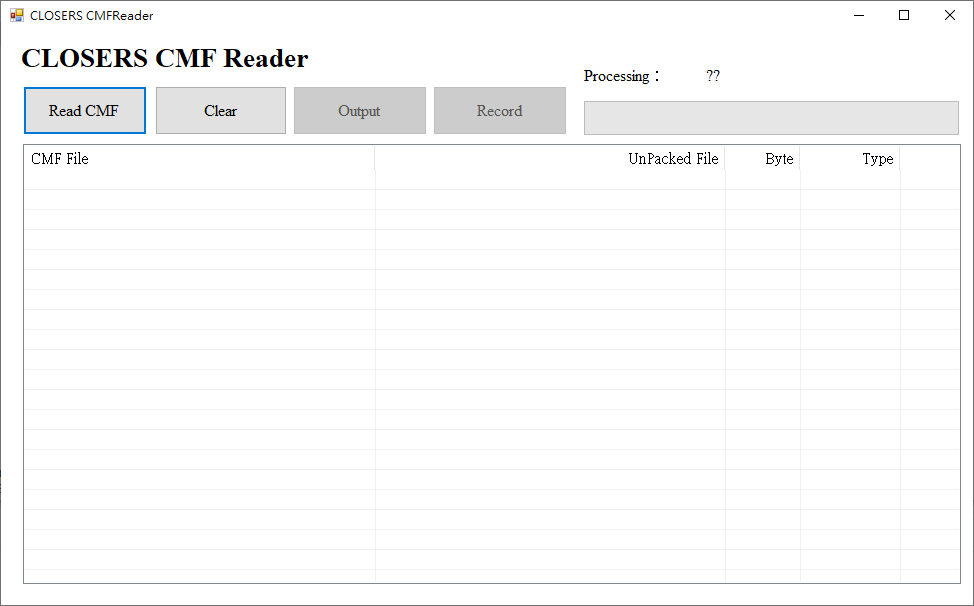 CLOSERS CMFReader
CLOSERS CMF Reader
Processing： ??
Read CMF Clear Output Record
CMF File UnPacked File Byte Type